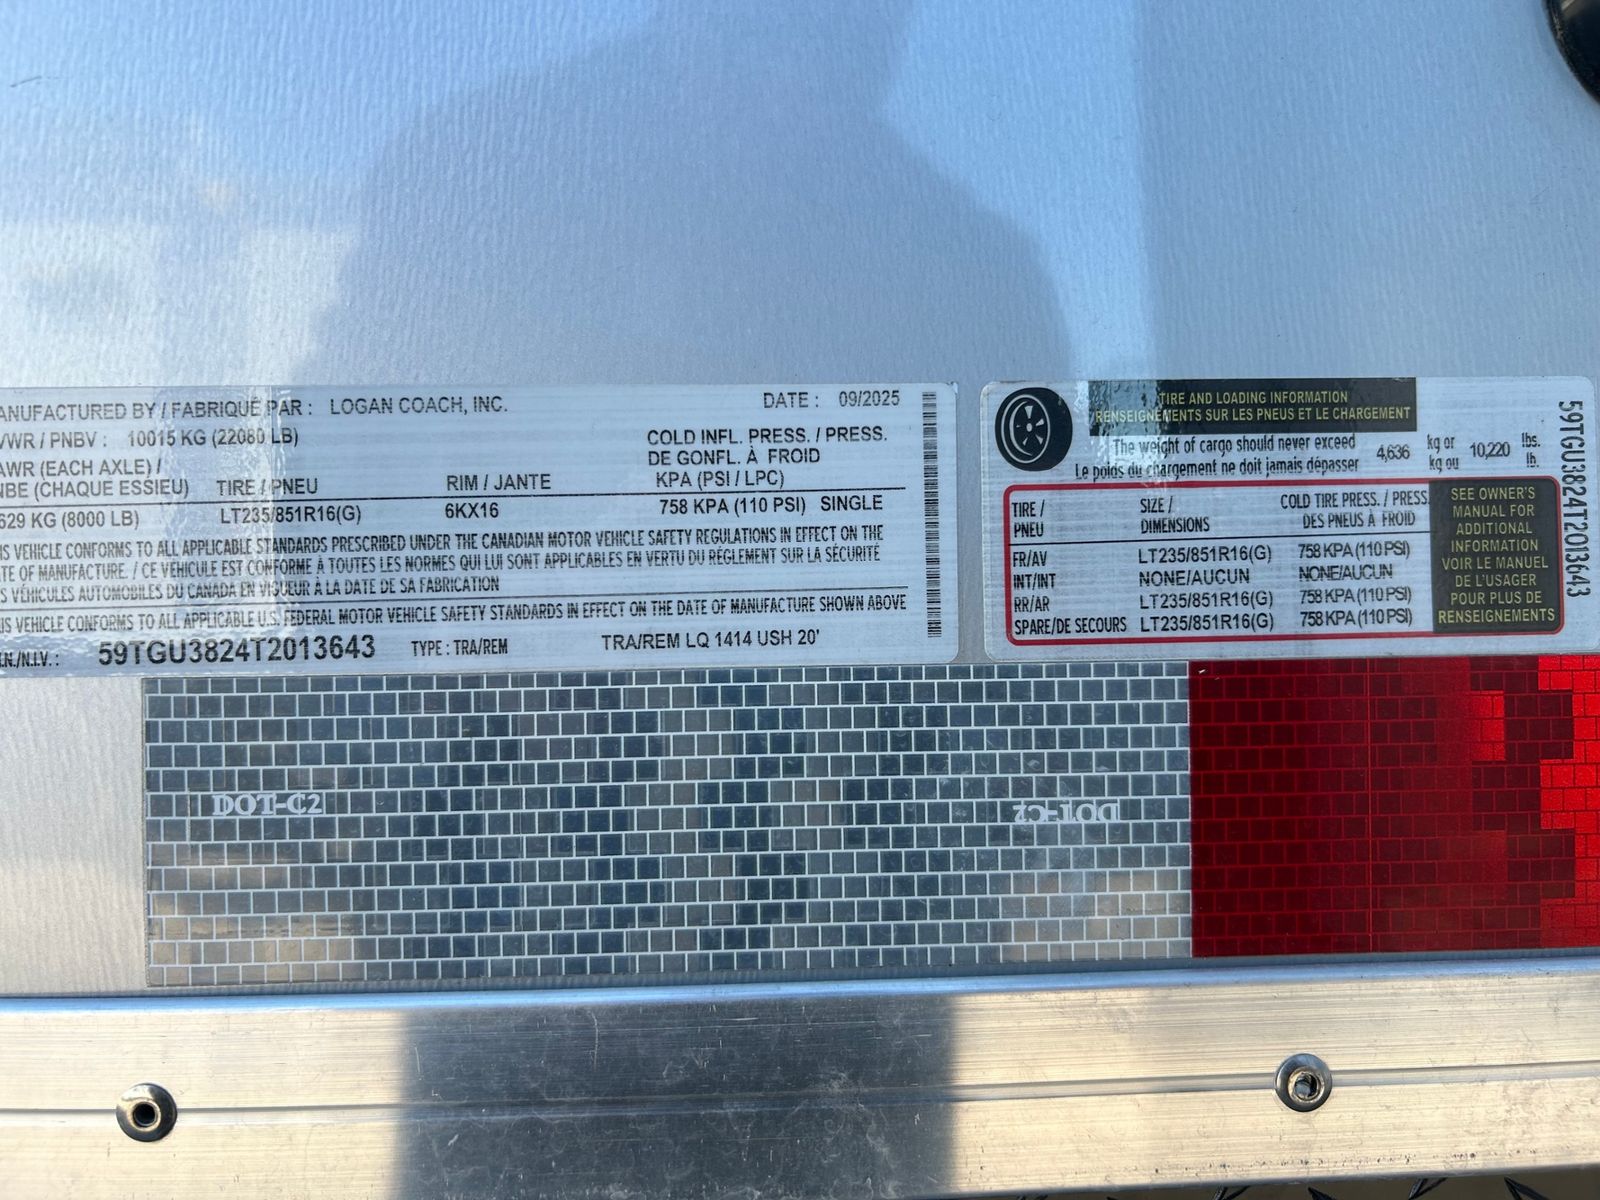 ANUFACTURED BY / FABRIQUÉ PAR : LOGAN COACH, INC. DATE : 09/2025
VWR / PNBV : 10015 KG (22080 LB)
COLD INFL. PRESS. / PRESS.
DE GONFL. À FROID
AWR (EACH AXLE) /
NBE (CHAQUE ESSIEU) TIRE / PNEU RIM / JANTE KPA (PSI / LPC)
629 KG (8000 LB) LT235/851R16(G) 6KX16 758 KPA (110 PSI) SINGLE
IS VEHICLE CONFORMS TO ALL APPLICABLE STANDARDS PRESCRIBED UNDER THE CANADIAN MOTOR VEHICLE SAFETY REGULATIONS IN EFFECT ON THE
TE OF MANUFACTURE. / CE VÉHICULE EST CONFORME À TOUTES LES NORMES QUI LUI SONT APPLICABLES EN VERTU DU RÉGLEMENT SUR LA SÉCURITÉ
S VÉHICULES AUTOMOBILES DU CANADA EN VIGUEUR À LA DATE DE SA FABRICATION
IS VEHICLE CONFORMS TO ALL APPLICABLE U.S. FEDERAL MOTOR VEHICLE SAFETY STANDARDS IN EFFECT ON THE DATE OF MANUFACTURE SHOWN ABOVE
I.N./N.I.V.: 59TGU3824T2013643 TYPE : TRA/REM TRA/REM LQ 1414 USH 20'
TIRE AND LOADING INFORMATION
RENSEIGNEMENTS SUR LES PNEUS ET LE CHARGEMENT
The weight of cargo should never exceed 4,636 kg or 10,220 lbs.
Le poids du chargement ne doit jamais dépasser kg ou lb.
TIRE / SIZE / COLD TIRE PRESS. / PRESS.
PNEU DIMENSIONS DES PNEUS À FROID
FR/AV LT235/851R16(G) 758 KPA (110 PSI)
INT/INT NONE/AUCUN NONE/AUCUN
RR/AR LT235/851R16(G) 758 KPA (110 PSI)
SPARE/DE SECOURS LT235/851R16(G) 758 KPA (110 PSI)
SEE OWNER'S
MANUAL FOR
ADDITIONAL
INFORMATION
VOIR LE MANUEL
DE L'USAGER
POUR PLUS DE
RENSEIGNEMENTS
59TGU3824T2013643
DOT-C2
DOT-C2